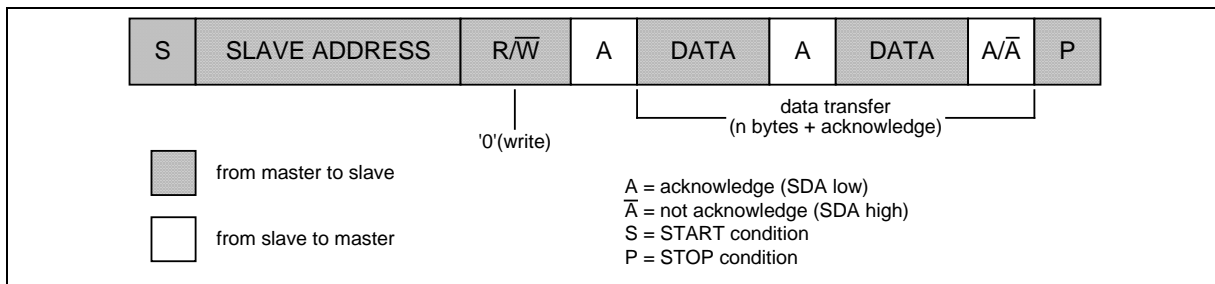 S SLAVE ADDRESS R/W̅ A DATA A DATA A/A̅ P
data transfer
(n bytes + acknowledge)
'0'(write)
from master to slave
from slave to master
A = acknowledge (SDA low)
A̅ = not acknowledge (SDA high)
S = START condition
P = STOP condition